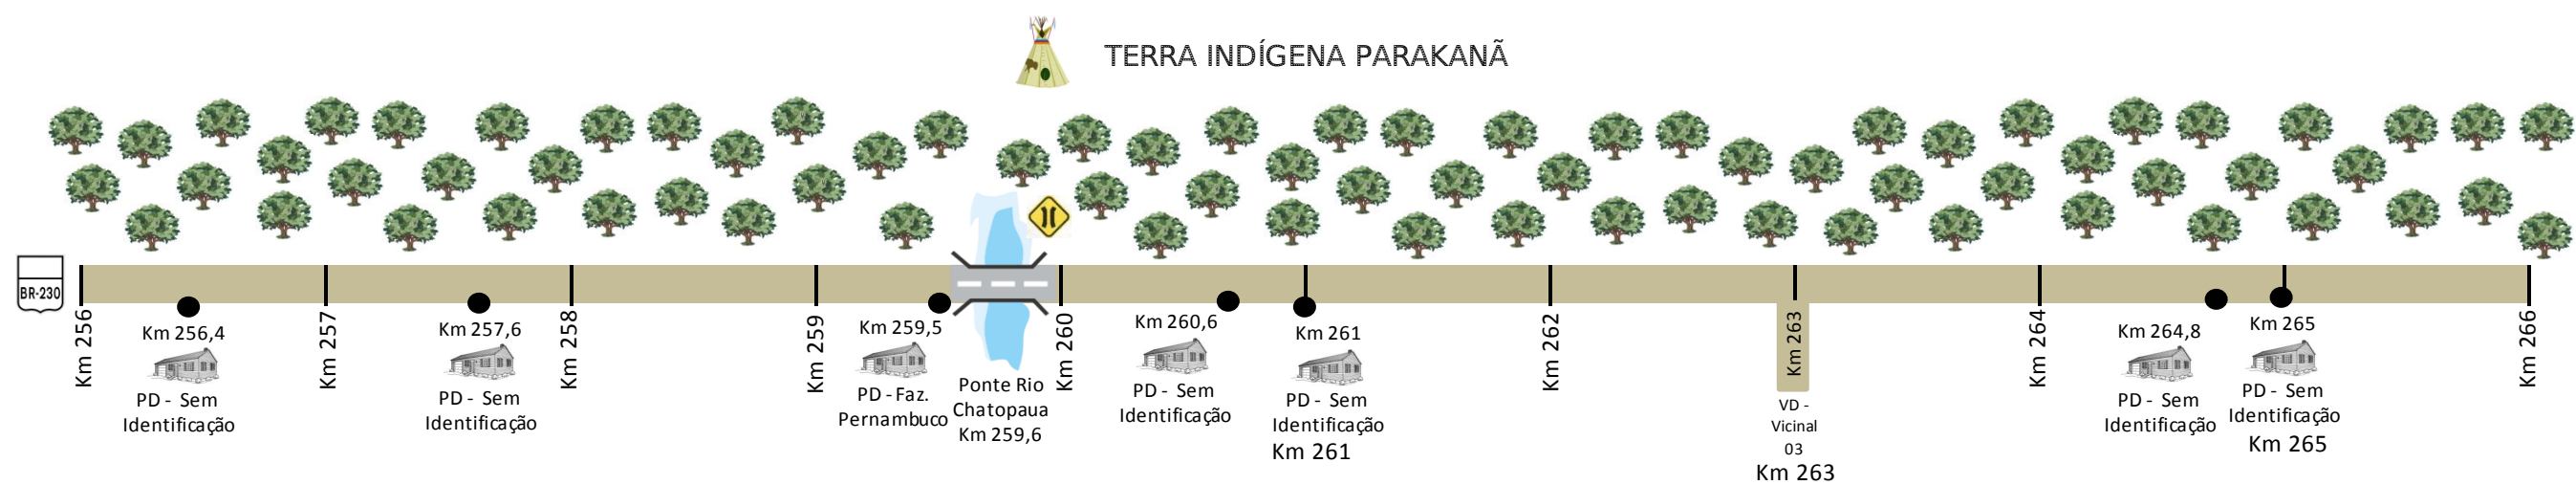 TERRA INDÍGENA PARAKANÃ
BR-230
Km 256
Km 256,4
PD - Sem
Identificação
Km 257
Km 257,6
PD - Sem
Identificação
Km 258
Km 259
Km 259,5
PD - Faz.
Pernambuco
Ponte Rio
Chatopaua
Km 259,6
Km 260
Km 260,6
PD - Sem
Identificação
Km 261
PD - Sem
Identificação
Km 261
Km 262
Km 263
VD -
Vicinal
03
Km 263
Km 264
Km 264,8
PD - Sem
Identificação
Km 265
PD - Sem
Identificação
Km 265
Km 266